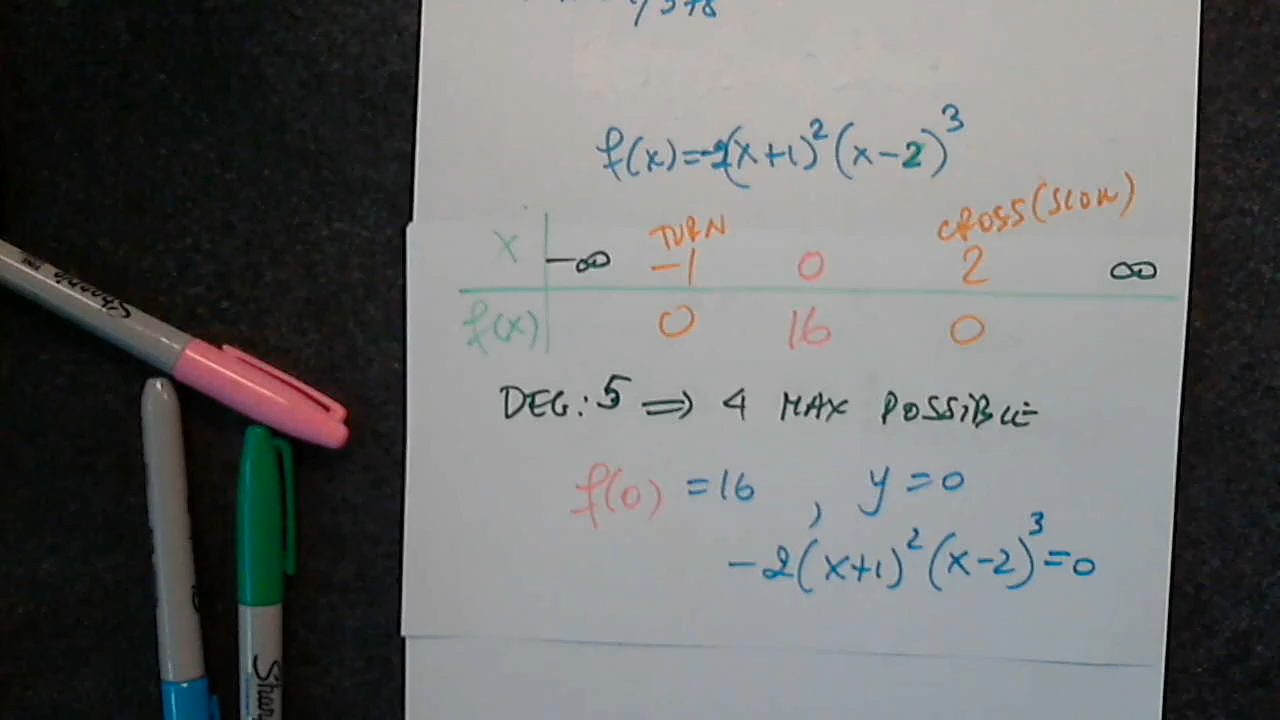 f(x)=-2(x+1)²(x-2)³
TURN CROSS(SLOW)
x -∞ -1 0 2 ∞
f(x) 0 16 0
DEG: 5 ⇒ 4 MAX POSSIBLE
f(0) = 16 , y = 0
-2(x+1)²(x-2)³=0
Sharpie